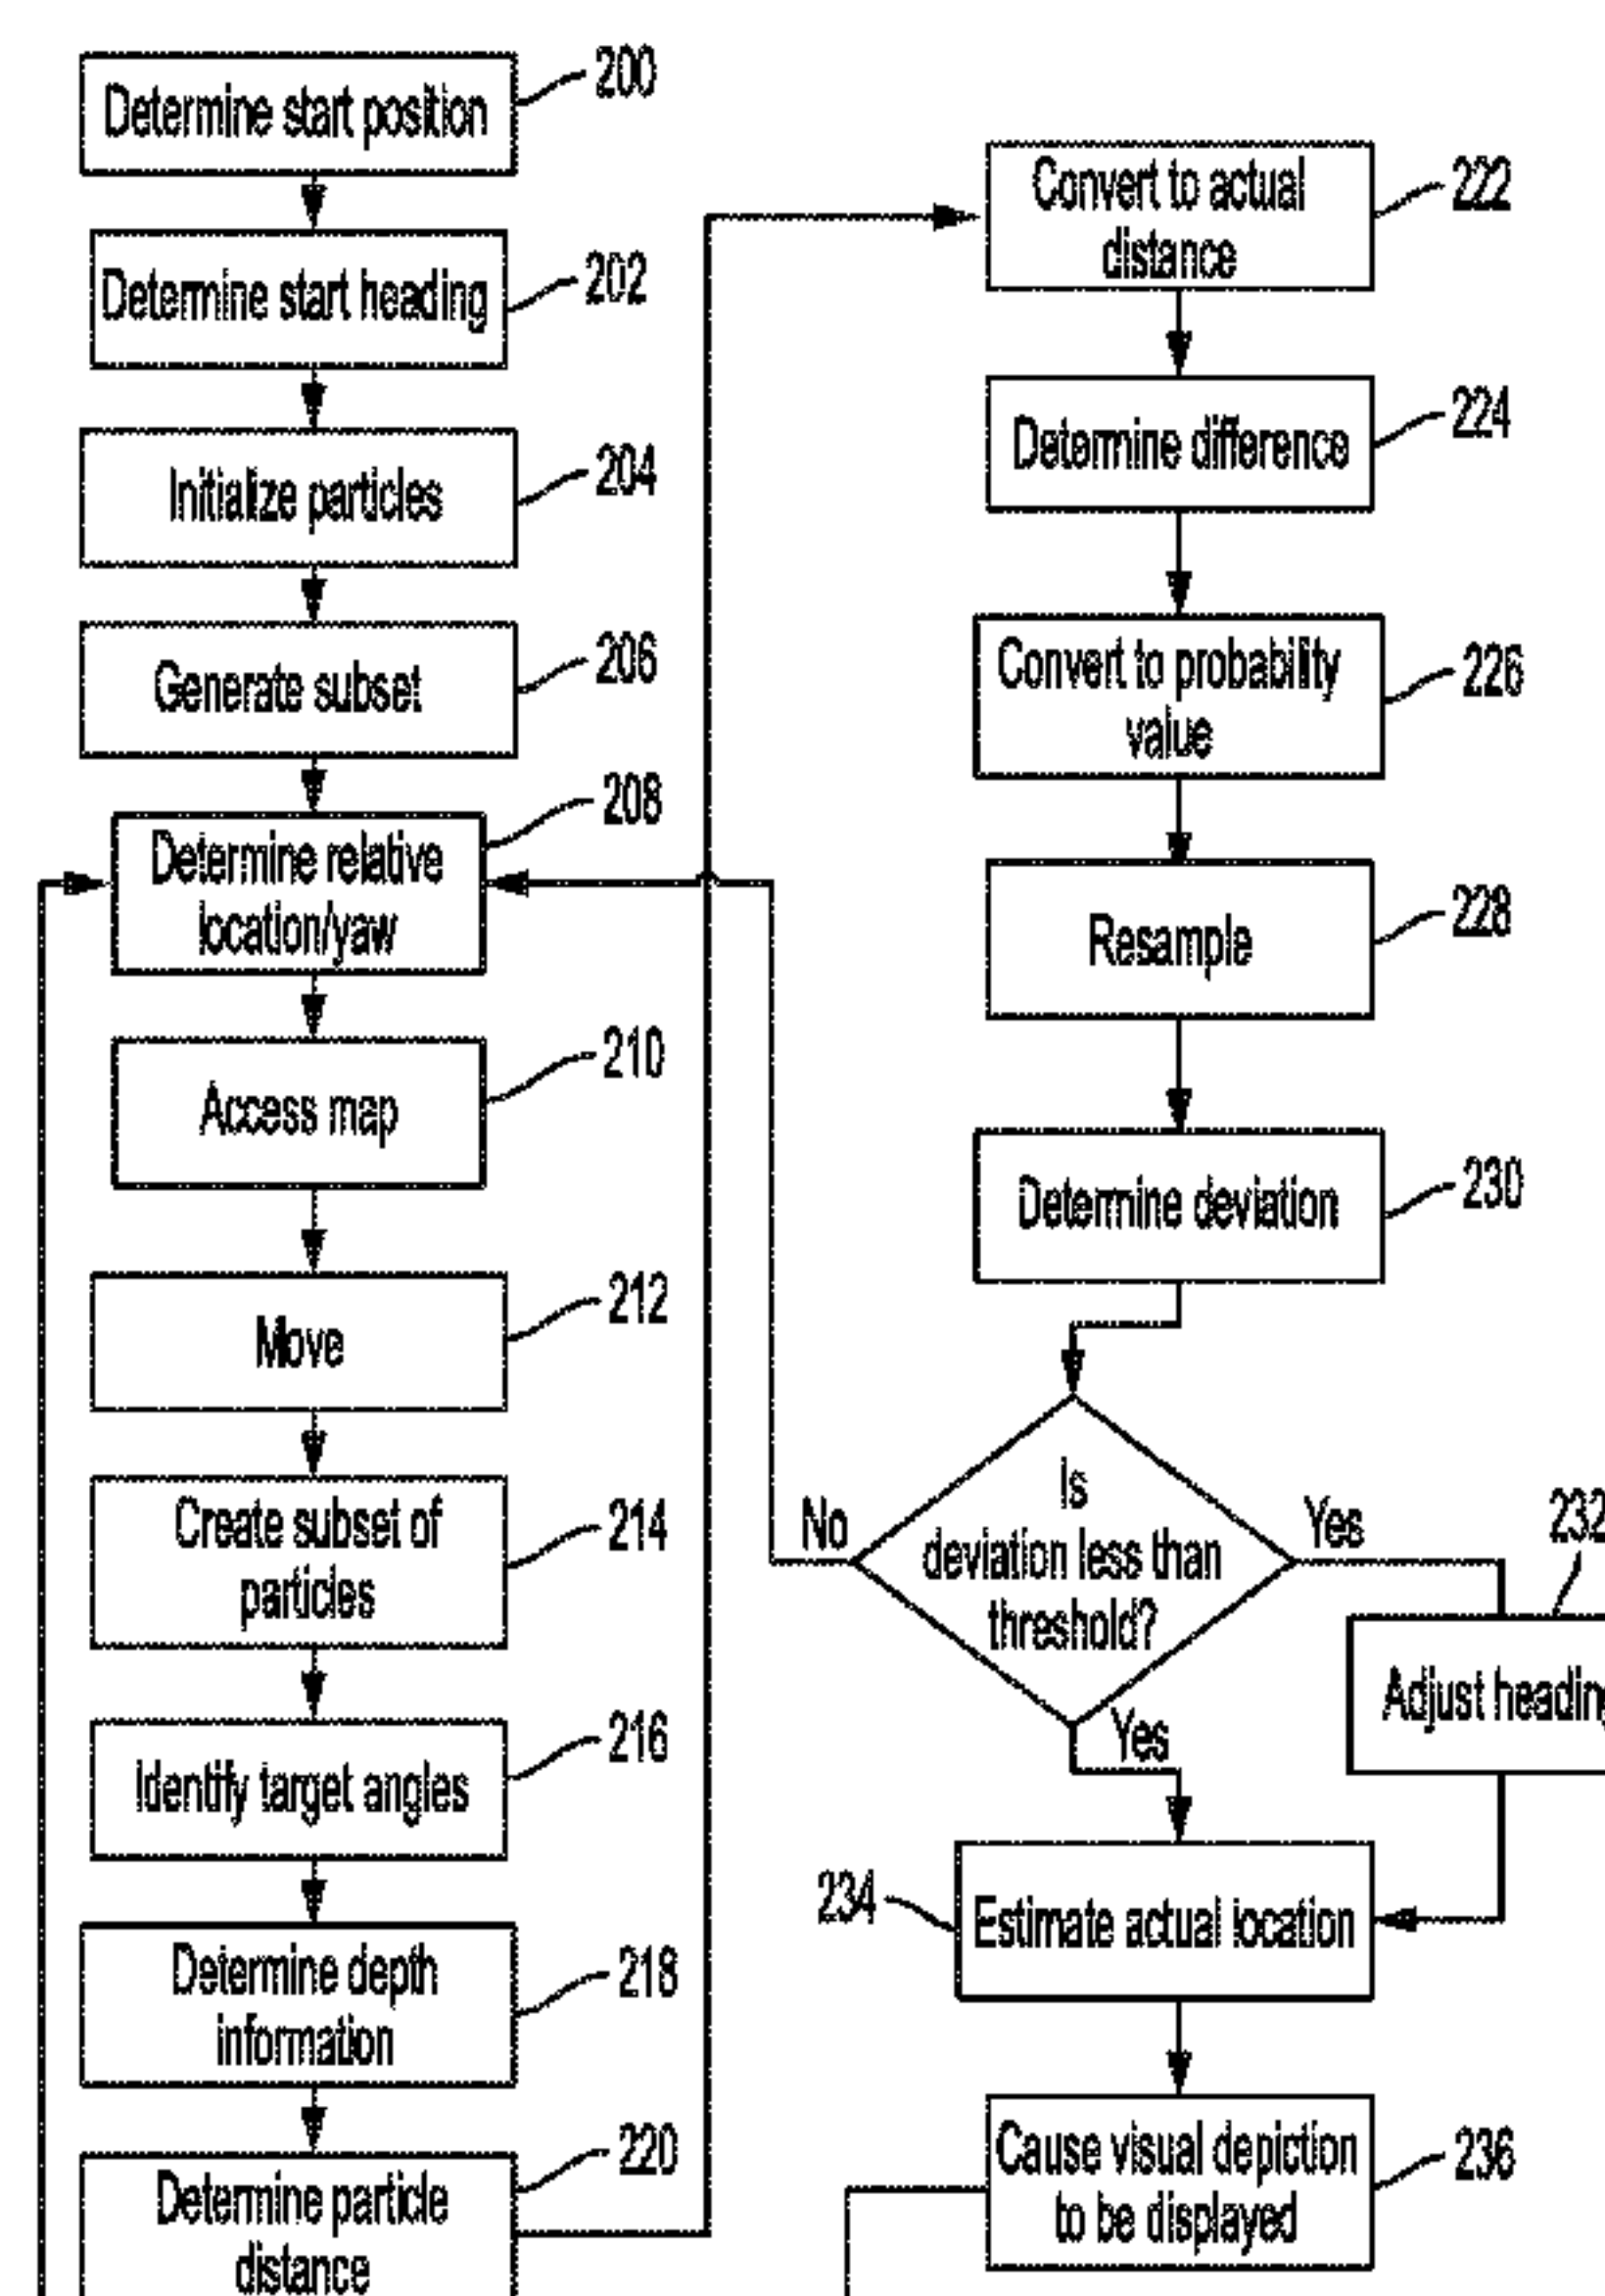 Determine start position
200
Determine start heading
202
Initialize particles
204
Generate subset
206
Determine relative
location/yaw
208
Access map
210
Move
212
Create subset of
particles
214
Identify target angles
216
Determine depth
information
218
Determine particle
distance
220
Convert to actual
distance
222
Determine difference
224
Convert to probability
value
226
Resample
228
Determine deviation
230
Is
deviation less than
threshold?
No
Yes
Yes
232
Adjust heading
234
Estimate actual location
Cause visual depiction
to be displayed
236